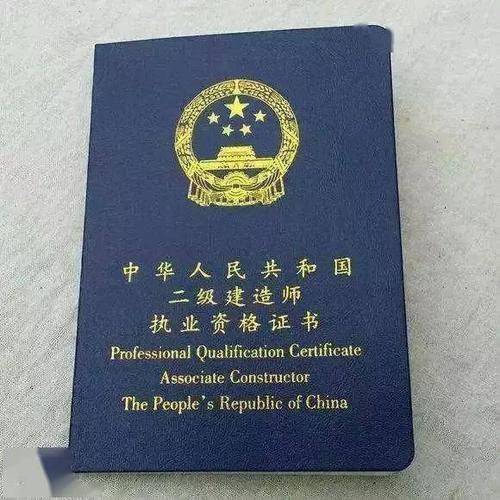 中华人民共和国
二级建造师
执业资格证书
Professional Qualification Certificate
Associate Constructor
The People's Republic of China